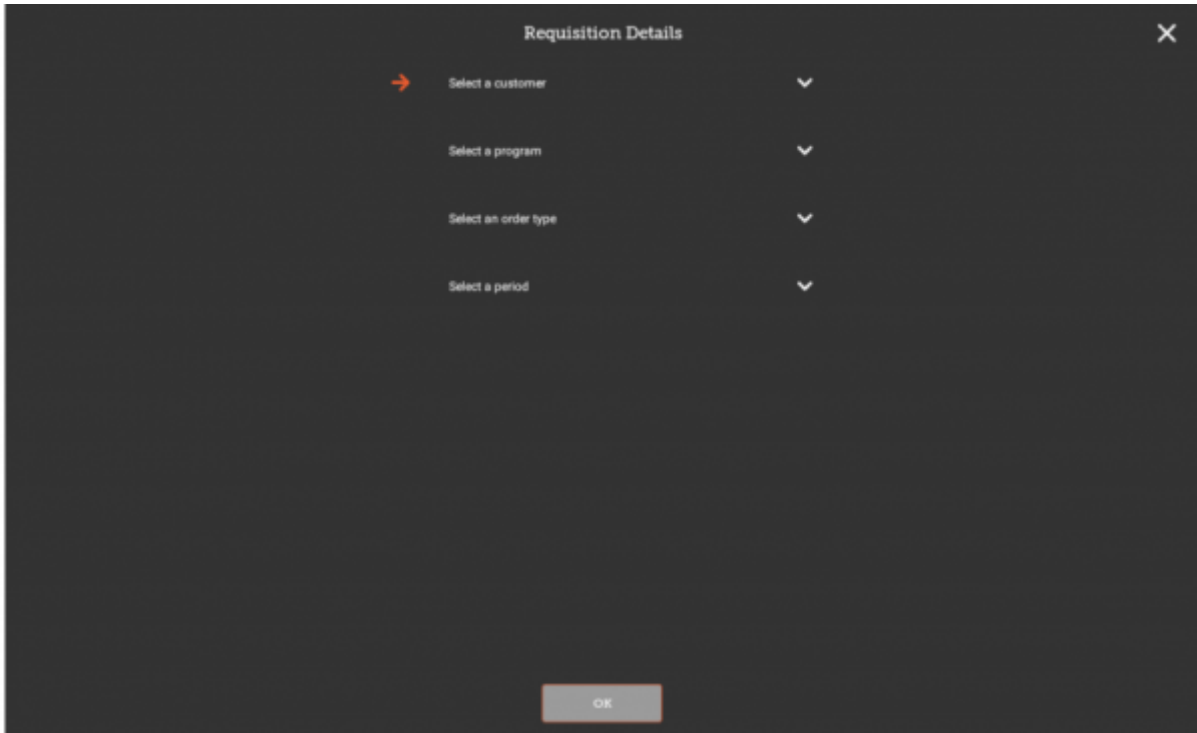 Requisition Details
Select a customer
Select a program
Select an order type
Select a period
OK